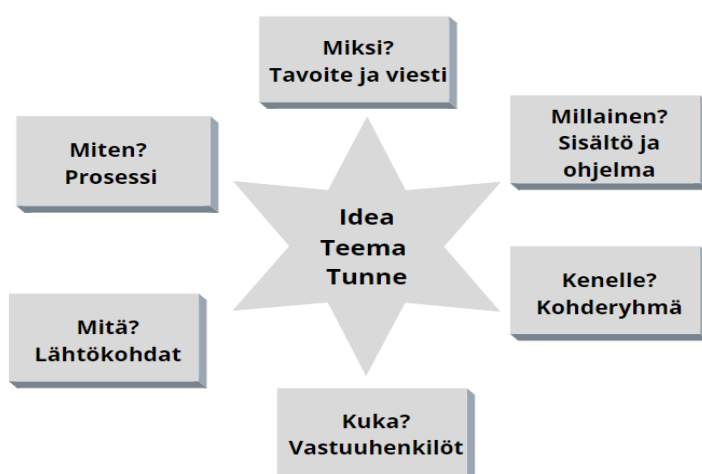 Miksi?
Tavoite ja viesti
Millainen?
Sisältö ja
ohjelma
Miten?
Prosessi
Idea
Teema
Tunne
Kenelle?
Kohderyhmä
Mitä?
Lähtökohdat
Kuka?
Vastuuhenkilöt